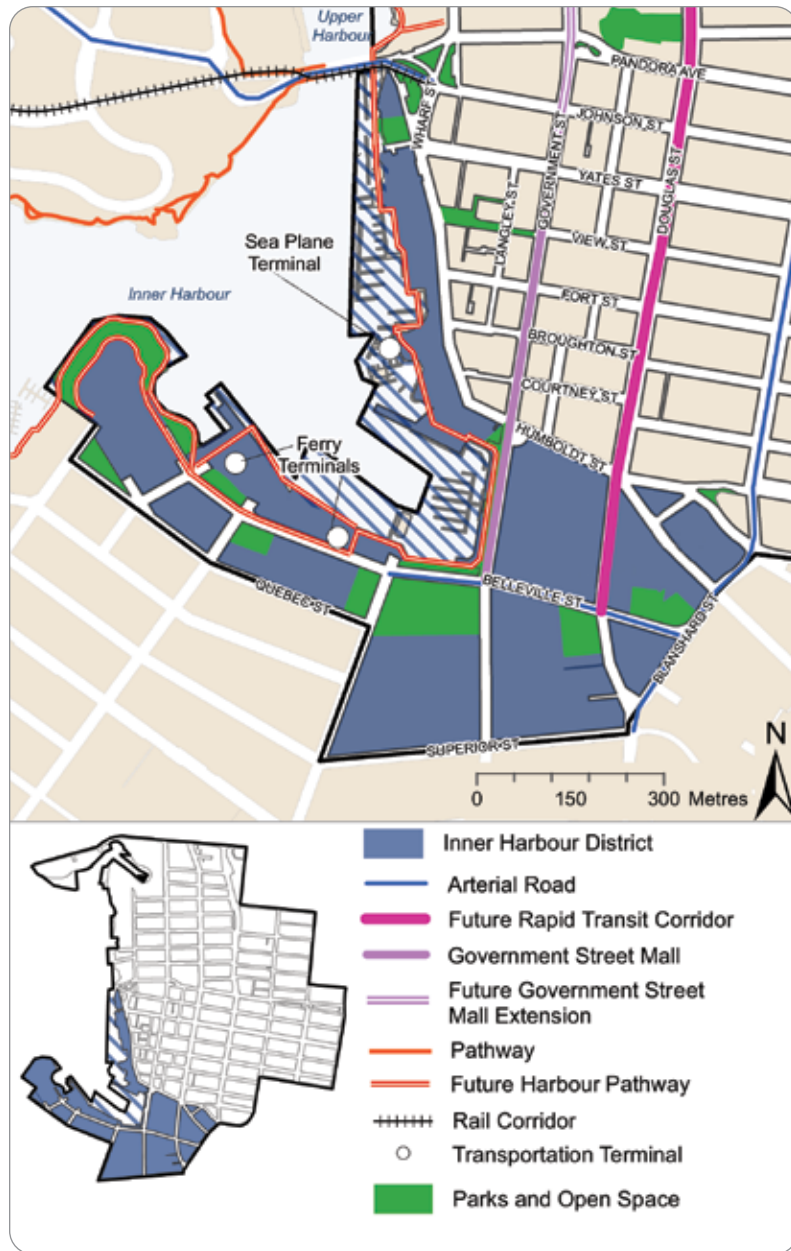 Upper
Harbour
PANDORA AVE
WHARF ST
JOHNSON ST
GOVERNMENT ST
DOUGLAS ST
YATES ST
LANGLEY ST
Sea Plane
Terminal
VIEW ST
Inner Harbour
FORT ST
BROUGHTON ST
COURTNEY ST
HUMBOLDT ST
Ferry
Terminals
QUEBEC ST
BELLEVILLE ST
BLANSHARD ST
SUPERIOR ST
N
0 150 300 Metres
Inner Harbour District
Arterial Road
Future Rapid Transit Corridor
Government Street Mall
Future Government Street
Mall Extension
Pathway
Future Harbour Pathway
Rail Corridor
Transportation Terminal
Parks and Open Space